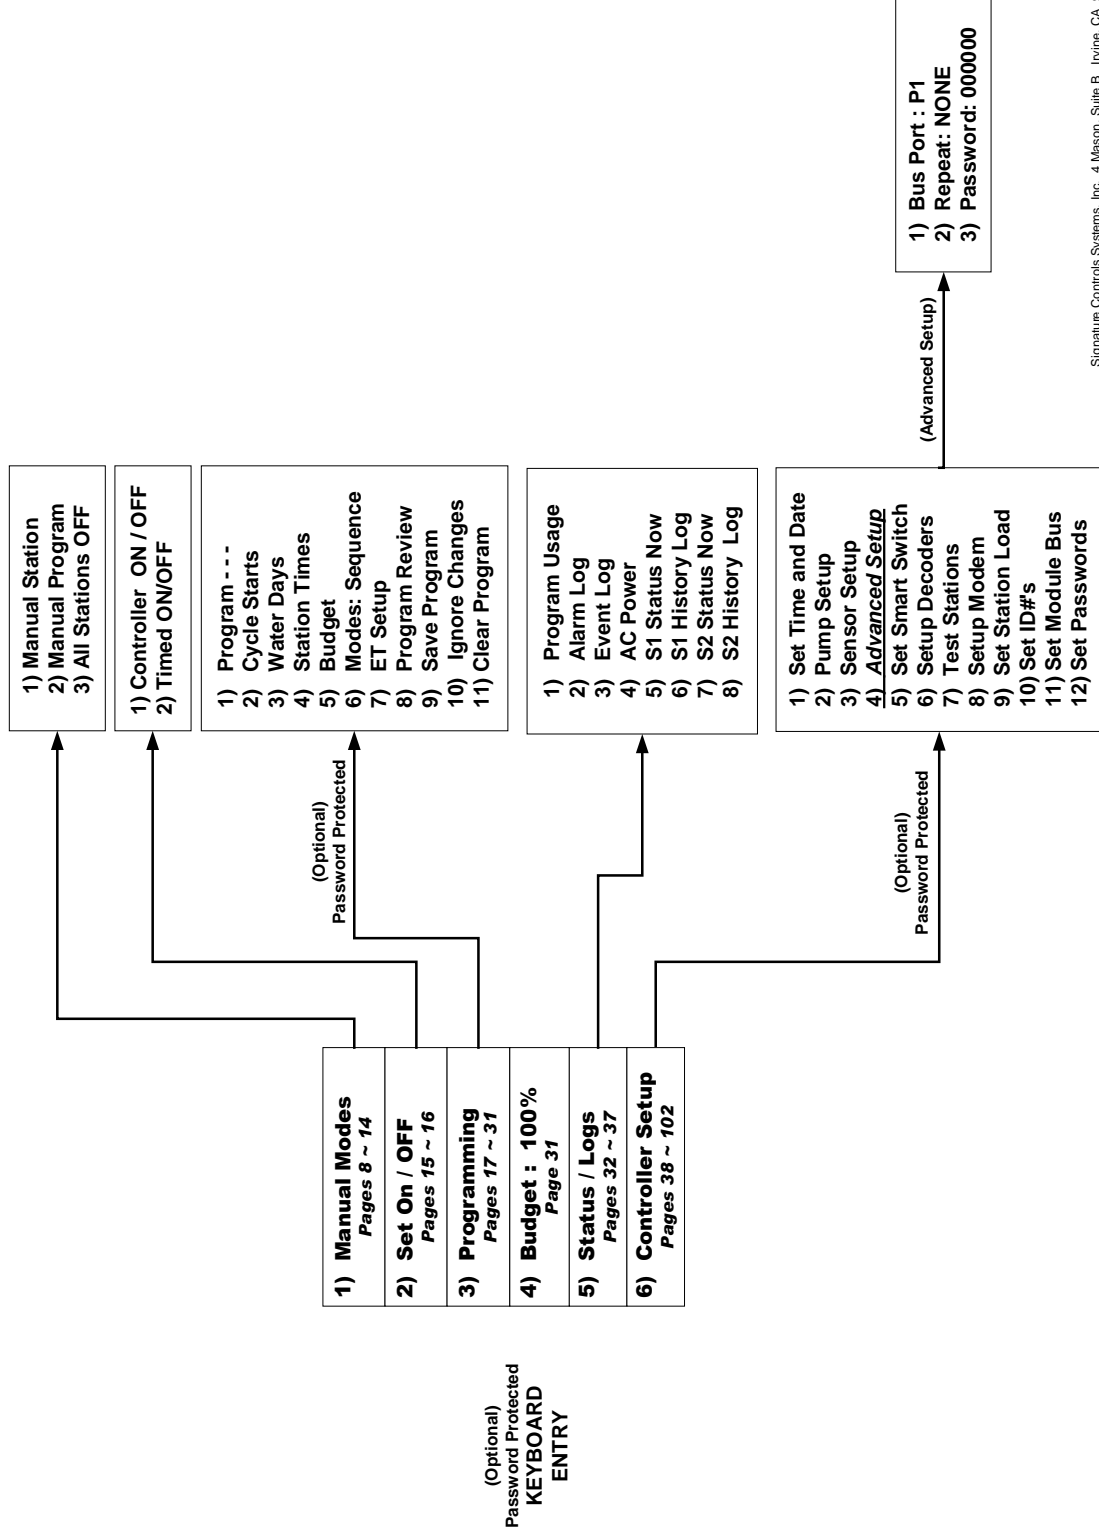 (Optional)
Password Protected
KEYBOARD
ENTRY
1) Manual Modes
Pages 8 ~ 14
2) Set On / OFF
Pages 15 ~ 16
3) Programming
Pages 17 ~ 31
4) Budget : 100%
Page 31
5) Status / Logs
Pages 32 ~ 37
6) Controller Setup
Pages 38 ~ 102
1) Manual Station
2) Manual Program
3) All Stations OFF
1) Controller ON / OFF
2) Timed ON/OFF
(Optional)
Password Protected
1) Program - - -
2) Cycle Starts
3) Water Days
4) Station Times
5) Budget
6) Modes: Sequence
7) ET Setup
8) Program Review
9) Save Program
10) Ignore Changes
11) Clear Program
1) Program Usage
2) Alarm Log
3) Event Log
4) AC Power
5) S1 Status Now
6) S1 History Log
7) S2 Status Now
8) S2 History Log
(Optional)
Password Protected
1) Set Time and Date
2) Pump Setup
3) Sensor Setup
4) Advanced Setup
5) Set Smart Switch
6) Setup Decoders
7) Test Stations
8) Setup Modem
9) Set Station Load
10) Set ID#'s
11) Set Module Bus
12) Set Passwords
(Advanced Setup)
1) Bus Port : P1
2) Repeat: NONE
3) Password: 000000
Signature Controls Systems, Inc. 4 Mason, Suite B, Irvine, CA